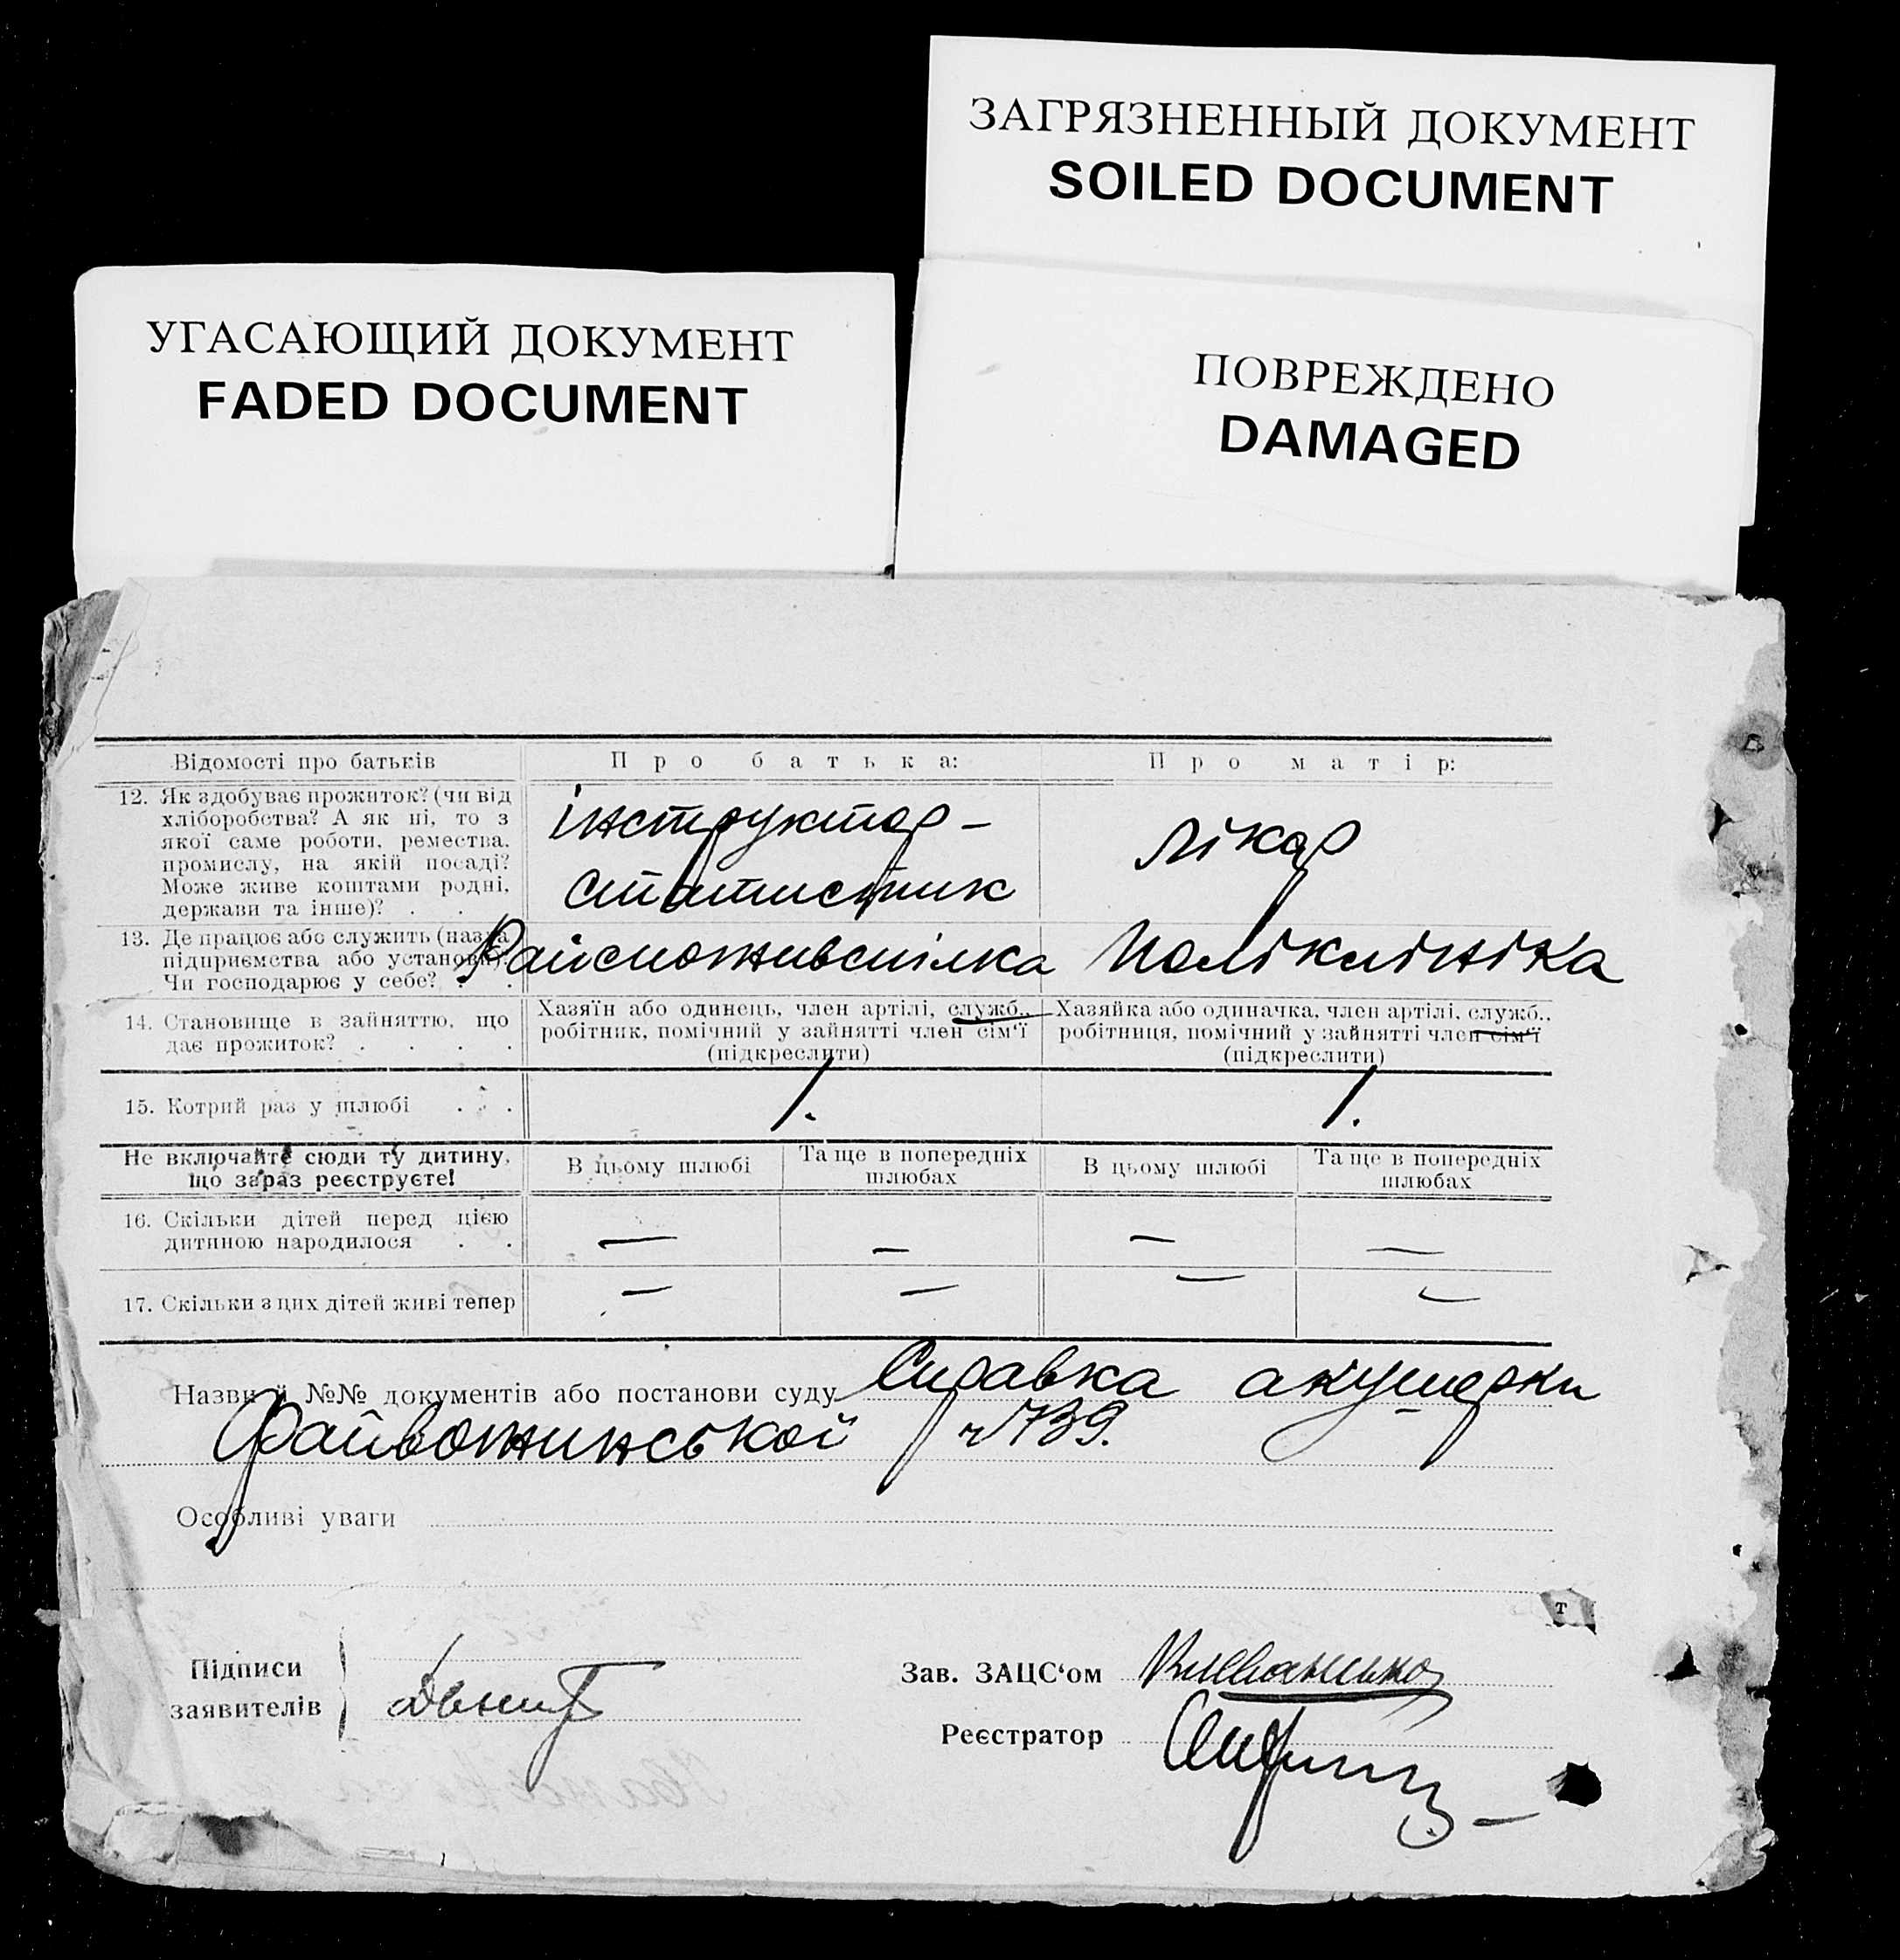 ЗАГРЯЗНЕННЫЙ ДОКУМЕНТ
SOILED DOCUMENT
УГАСАЮЩИЙ ДОКУМЕНТ
FADED DOCUMENT
ПОВРЕЖДЕНО
DAMAGED
Відомості про батьків
Про батька:
Про матір:
12. Як здобуває прожиток? (чи від
хліборобства? А як ні, то з
якої саме роботи, ремества,
промислу, на якій посаді?
Може живе коштами родні,
держави та інше)? . .
інструктор-
статистик
лікар
13. Де працює або служить (назва
підприємства або установи).
Чи господарює у себе? . .
Райспоживспілка
Поліклініка
14. Становище в зайняттю, що
дає прожиток? . . . .
Хазяїн або одинець, член артілі, служб.,
робітник, помічний у зайнятті член сім'ї
(підкреслити)
Хазяйка або одиначка, член артілі, служб.,
робітниця, помічний у зайнятті член сім'ї
(підкреслити)
15. Котрий раз у шлюбі . . .
1.
1.
Не включайте сюди ту дитину,
що зараз реєструєте!
В цьому шлюбі
Та ще в попередніх
шлюбах
В цьому шлюбі
Та ще в попередніх
шлюбах
16. Скільки дітей перед цією
дитиною народилося . .
— — — —
17. Скільки з цих дітей живі тепер
— — — —
Назви й №№ документів або постанови суду Справка акушерки
Файвожинської №739.
Особливі уваги
Підписи
заявителів
Зав. ЗАЦС'ом
Реєстратор
т